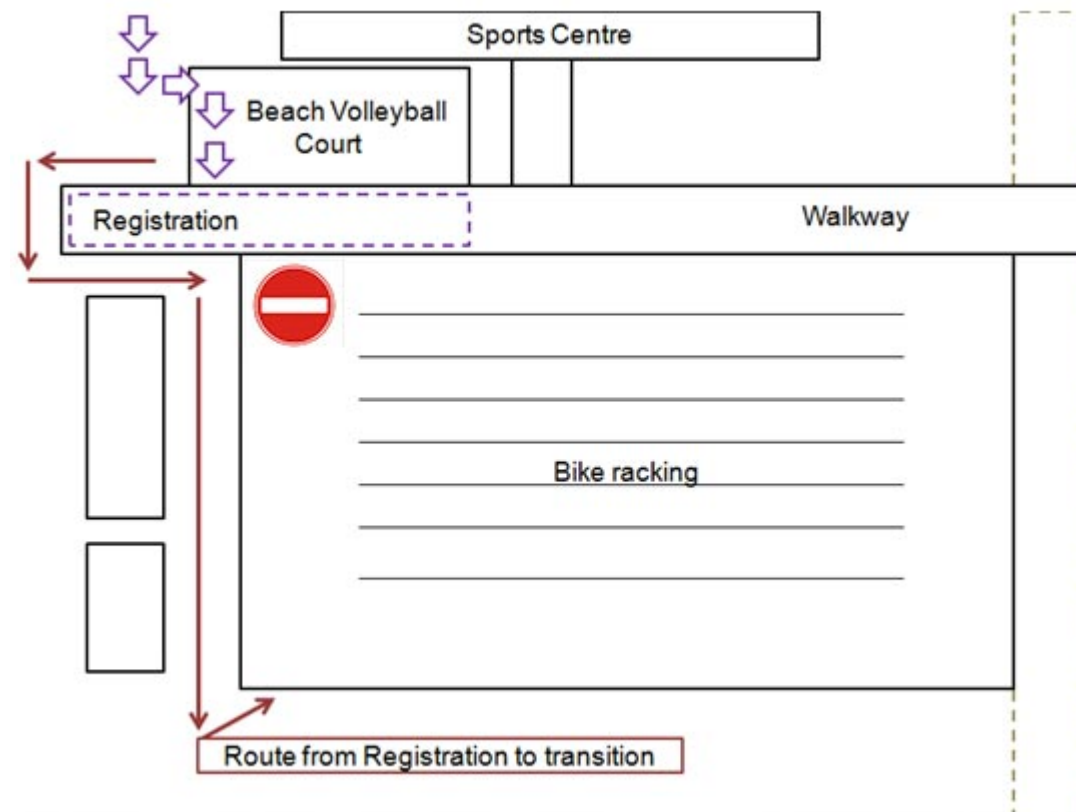 Sports Centre
Beach Volleyball
Court
Registration
Walkway
Bike racking
Route from Registration to transition